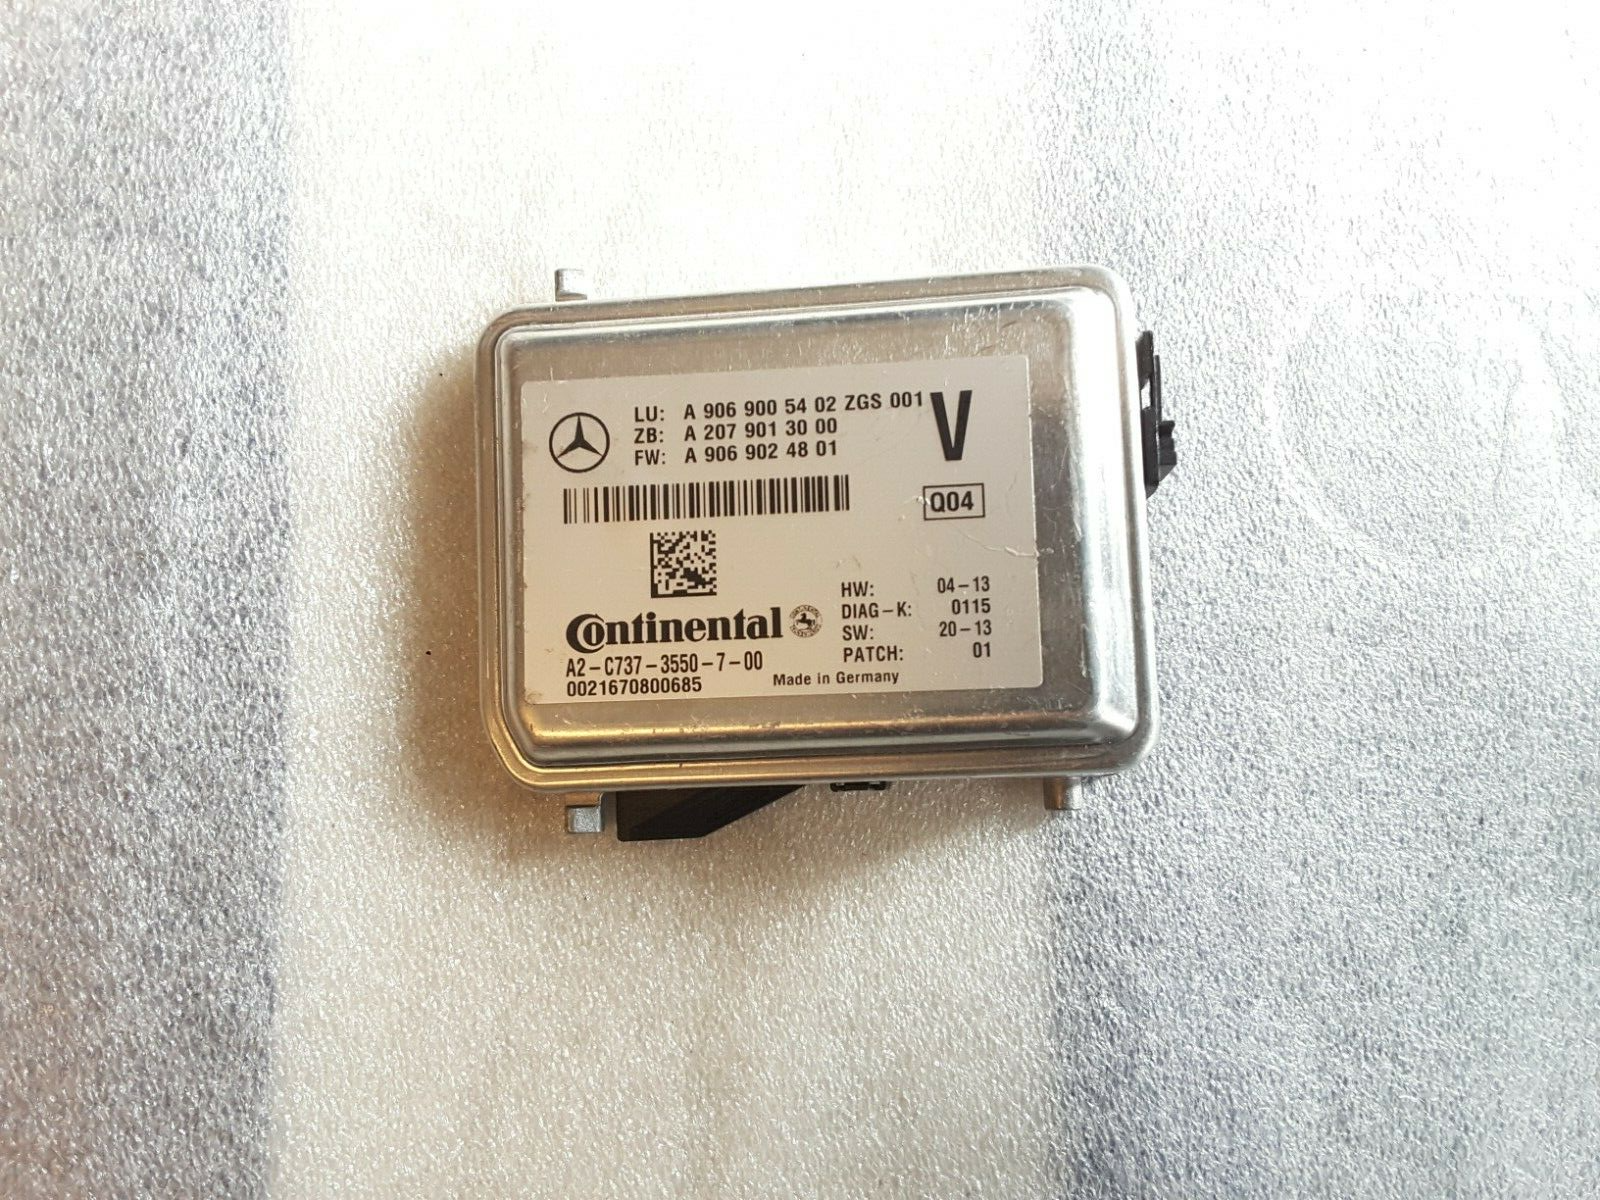 LU: A 906 900 54 02 ZGS 001 V
ZB: A 207 901 30 00
FW: A 906 902 48 01
Q04
Continental
A2-C737-3550-7-00
0021670800685
HW: 04-13
DIAG-K: 0115
SW: 20-13
PATCH: 01
Made in Germany